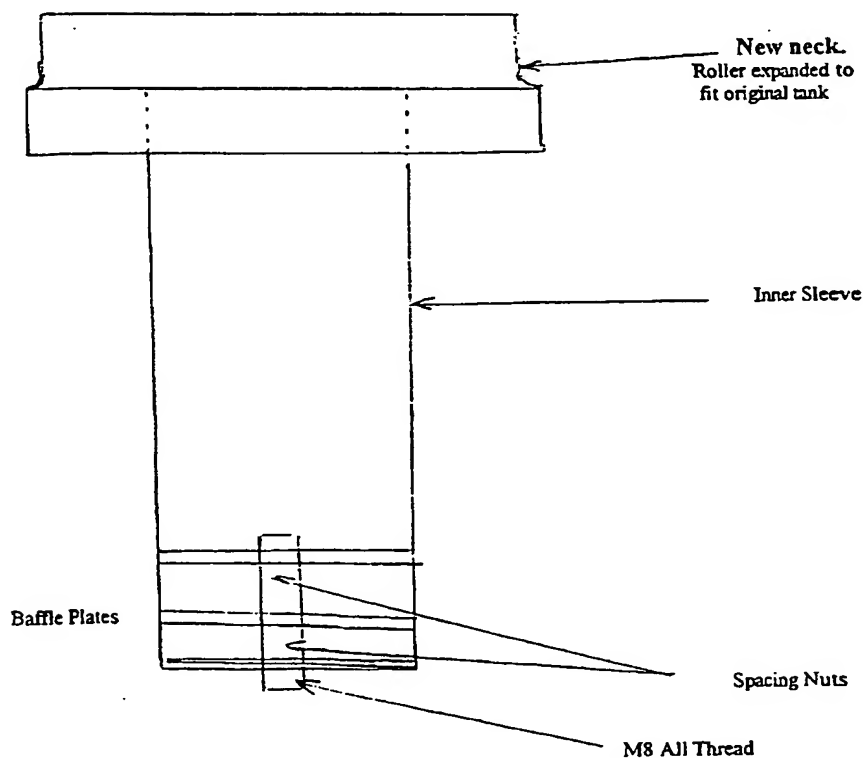 New neck.
Roller expanded to
fit original tank
Inner Sleeve
Baffle Plates
Spacing Nuts
M8 All Thread